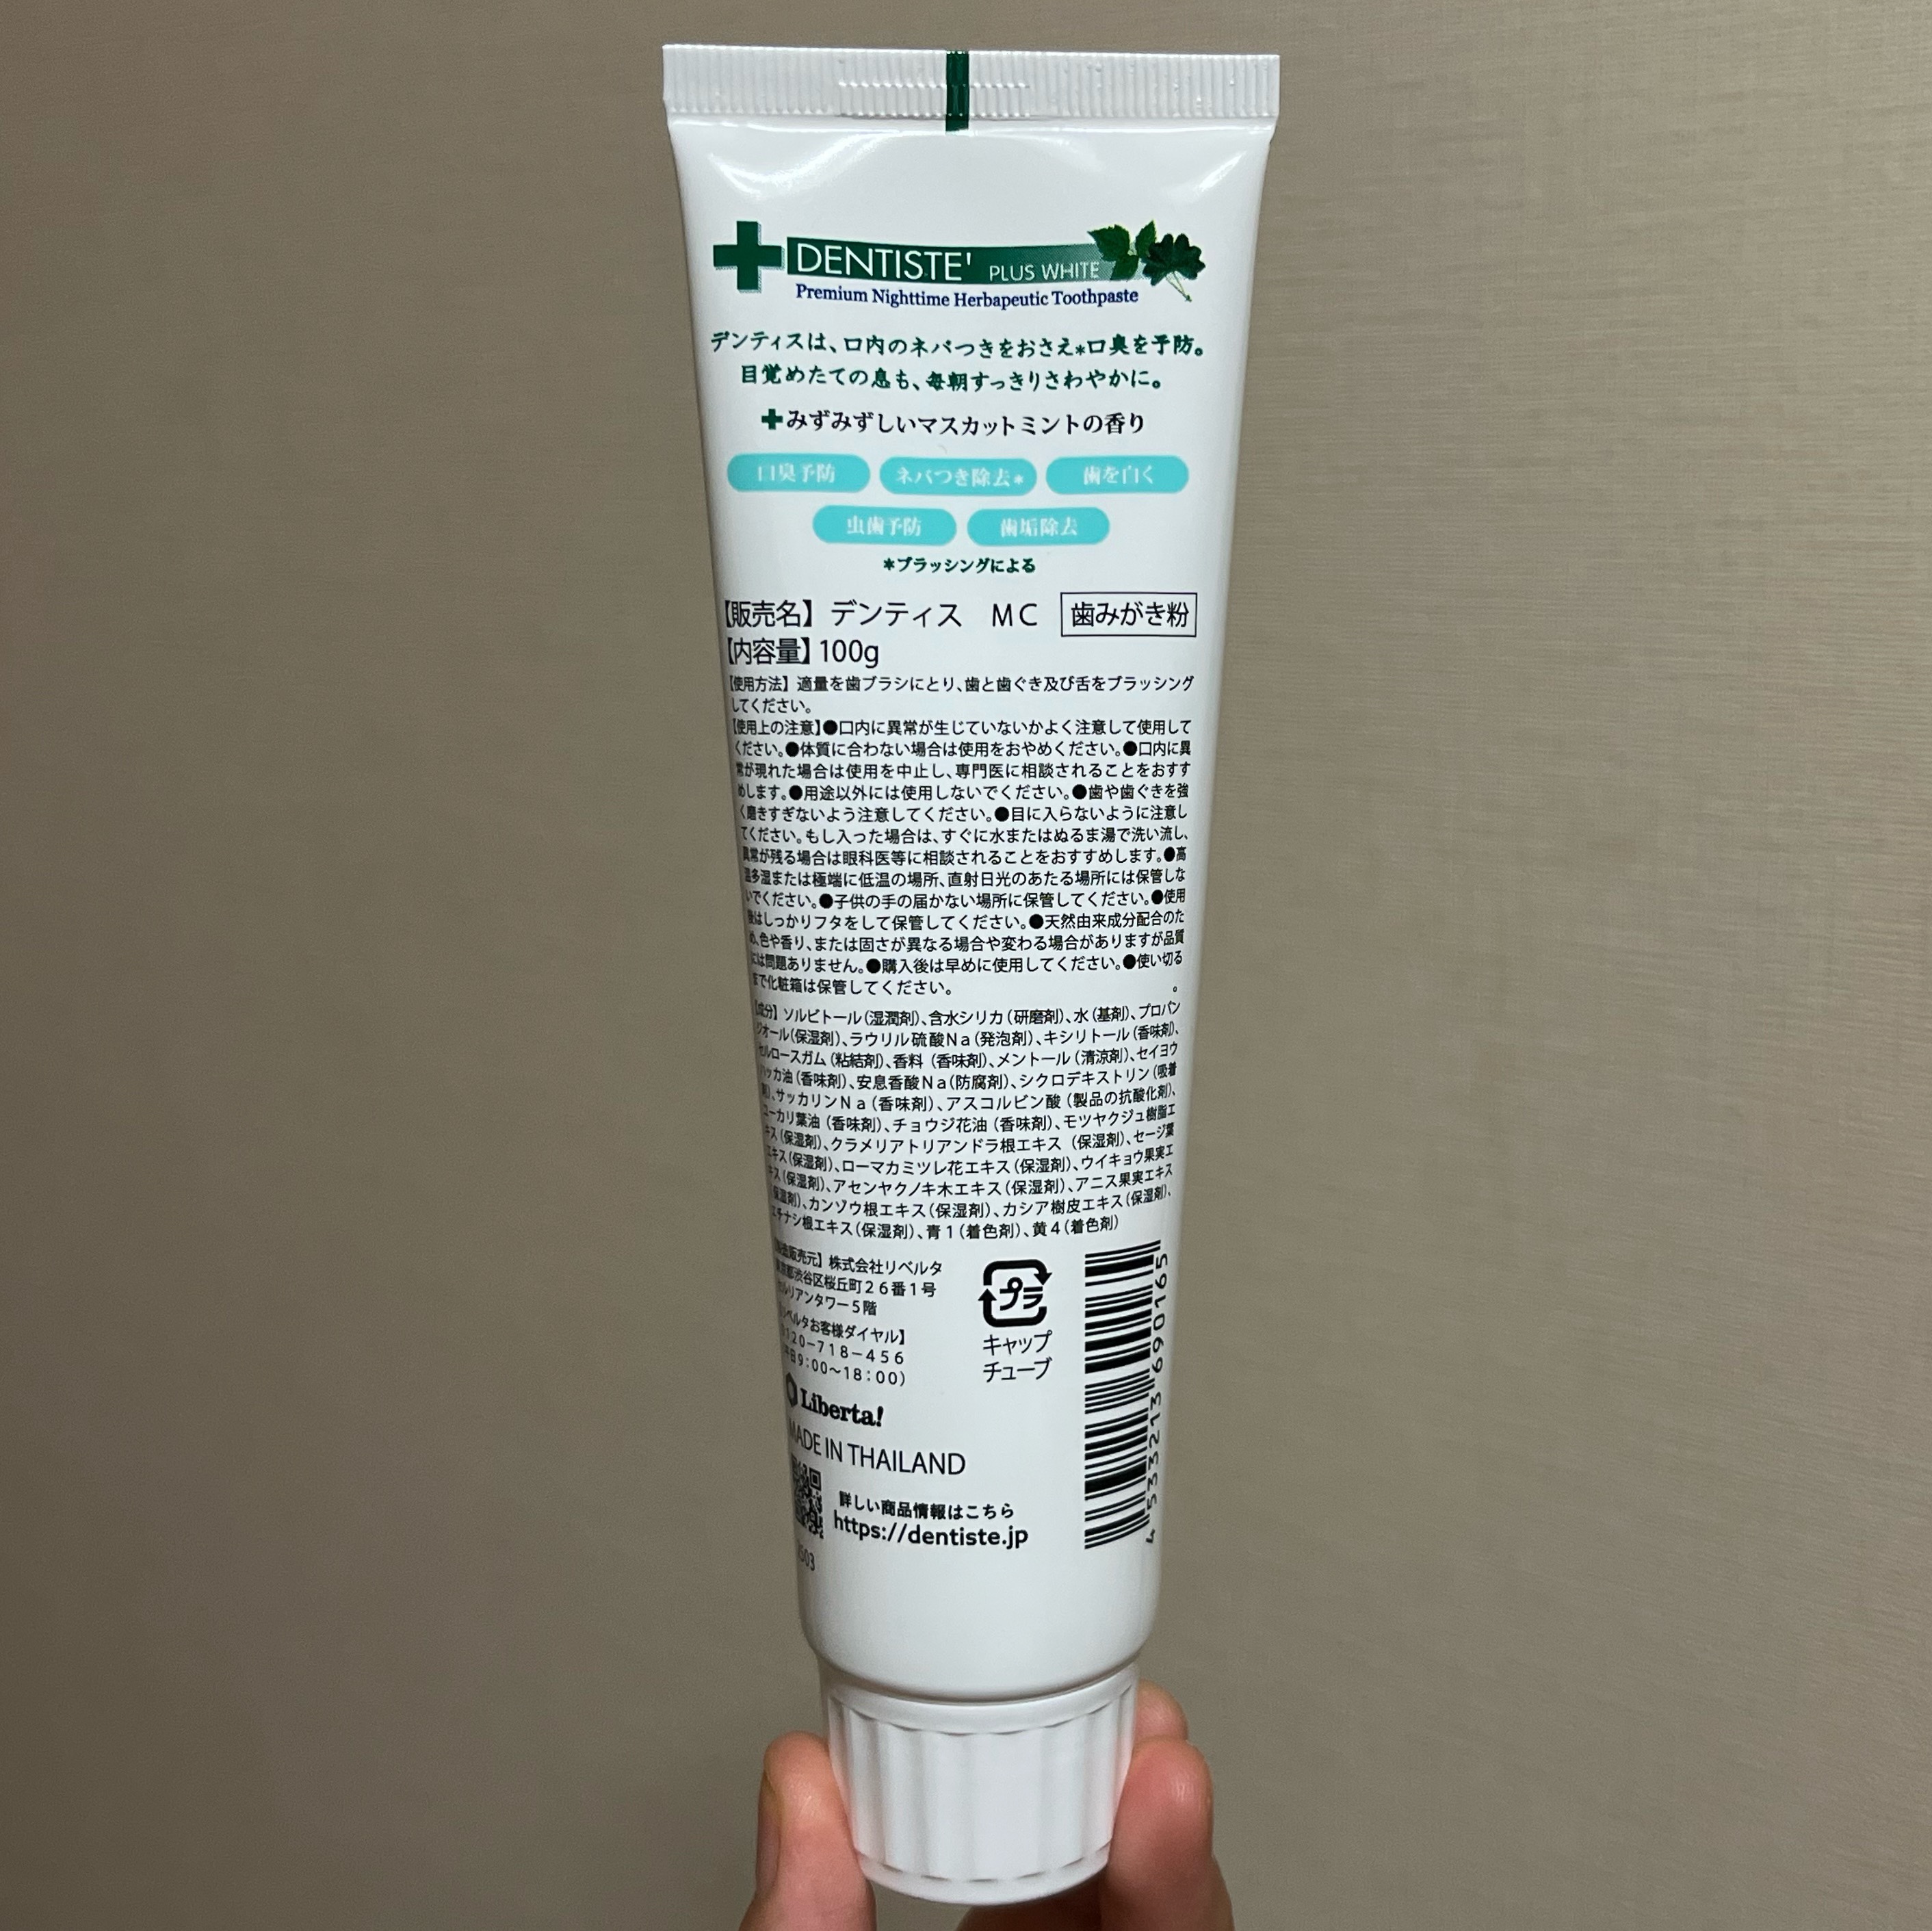 DENTISTE' PLUS WHITE
Premium Nighttime Herbapeutic Toothpaste
デンティスは、口内のネバつきをおさえ*口臭を予防。
目覚めたての息も、毎朝すっきりさわやかに。
みずみずしいマスカットミントの香り
口臭予防 ネバつき除去* 歯を白く
虫歯予防 歯垢除去
*ブラッシングによる
【販売名】 デンティス MC 歯みがき粉
【内容量】100g
【使用方法】 適量を歯ブラシにとり、歯と歯ぐき及び舌をブラッシング
してください。
【使用上の注意】●口内に異常が生じていないかよく注意して使用して
ください。●体質に合わない場合は使用をおやめください。●口内に異
常が現れた場合は使用を中止し、専門医に相談されることをおすす
めします。●用途以外には使用しないでください。●歯や歯ぐきを強
く磨きすぎないよう注意してください。●目に入らないように注意し
てください。もし入った場合は、すぐに水またはぬるま湯で洗い流し、
異常が残る場合は眼科医等に相談されることをおすすめします。●高
温多湿または極端に低温の場所、直射日光のあたる場所には保管しな
いでください。●子供の手の届かない場所に保管してください。●使用
後はしっかりフタをして保管してください。●天然由来成分配合のた
め、色や香り、または固さが異なる場合や変わる場合がありますが品質
には問題ありません。●購入後は早めに使用してください。●使い切る
まで化粧箱は保管してください。 。
【成分】ソルビトール(湿潤剤)、含水シリカ(研磨剤)、水(基剤)、プロパン
ジオール(保湿剤)、ラウリル硫酸Na(発泡剤)、キシリトール(香味剤)、
セルロースガム(粘結剤)、香料(香味剤)、メントール(清涼剤)、セイヨウ
ハッカ油(香味剤)、安息香酸Na(防腐剤)、シクロデキストリン(吸着
剤)、サッカリンNa(香味剤)、アスコルビン酸(製品の抗酸化剤)、
ユーカリ葉油(香味剤)、チョウジ花油(香味剤)、モツヤクジュ樹脂エ
キス(保湿剤)、クラメリアトリアンドラ根エキス(保湿剤)、セージ葉
エキス(保湿剤)、ローマカミツレ花エキス(保湿剤)、ウイキョウ果実エ
キス(保湿剤)、アセンヤクノキ木エキス(保湿剤)、アニス果実エキス
(保湿剤)、カンゾウ根エキス(保湿剤)、カシア樹皮エキス(保湿剤)、
エチナシ根エキス(保湿剤)、青1(着色剤)、黄4(着色剤)
【製造販売元】株式会社リベルタ
東京都渋谷区桜丘町26番1号
セルリアンタワー5階
【リベルタお客様ダイヤル】
0120-718-456
(平日9:00〜18:00)
Liberta!
MADE IN THAILAND
プラ
キャップ
チューブ
4 533213 690165
詳しい商品情報はこちら
https://dentiste.jp